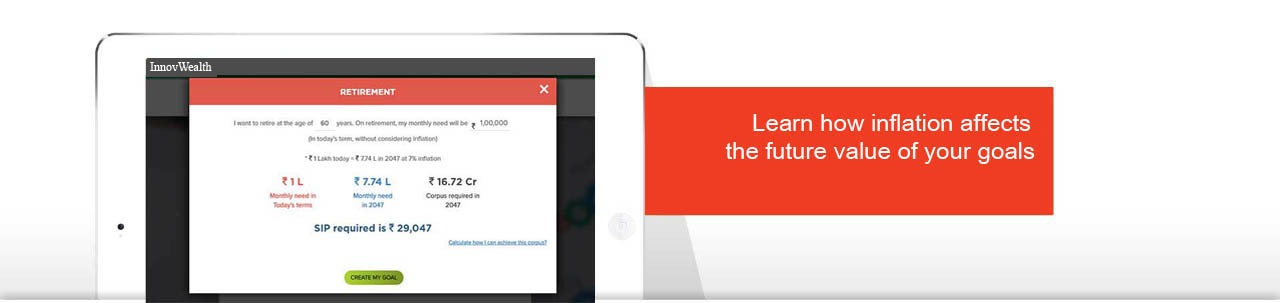 InnovWealth
RETIREMENT
×
I want to retire at the age of 60 years. On retirement, my monthly need will be ₹ 1,00,000
(In today's term, without considering inflation)
* ₹ 1 Lakh today = ₹ 7.74 L in 2047 at 7% inflation
₹ 1 L ₹ 7.74 L ₹ 16.72 Cr
Monthly need in Monthly need Corpus required in
Today's terms in 2047 2047
SIP required is ₹ 29,047
Calculate how I can achieve this corpus?
CREATE MY GOAL
Learn how inflation affects
the future value of your goals